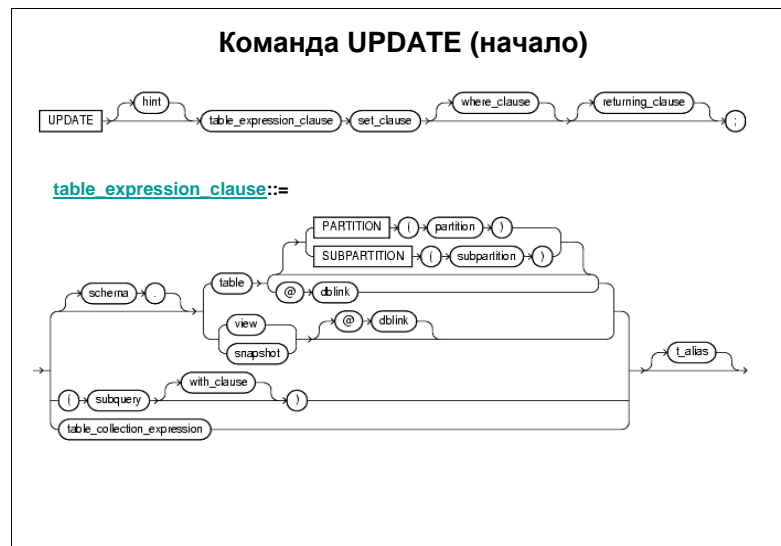 Команда UPDATE (начало)
hint where_clause returning_clause
UPDATE table_expression_clause set_clause ;
table_expression_clause::=
PARTITION ( partition )
SUBPARTITION ( subpartition )
schema . table @ dblink
view @ dblink
snapshot
t_alias
with_clause
( subquery )
table_collection_expression